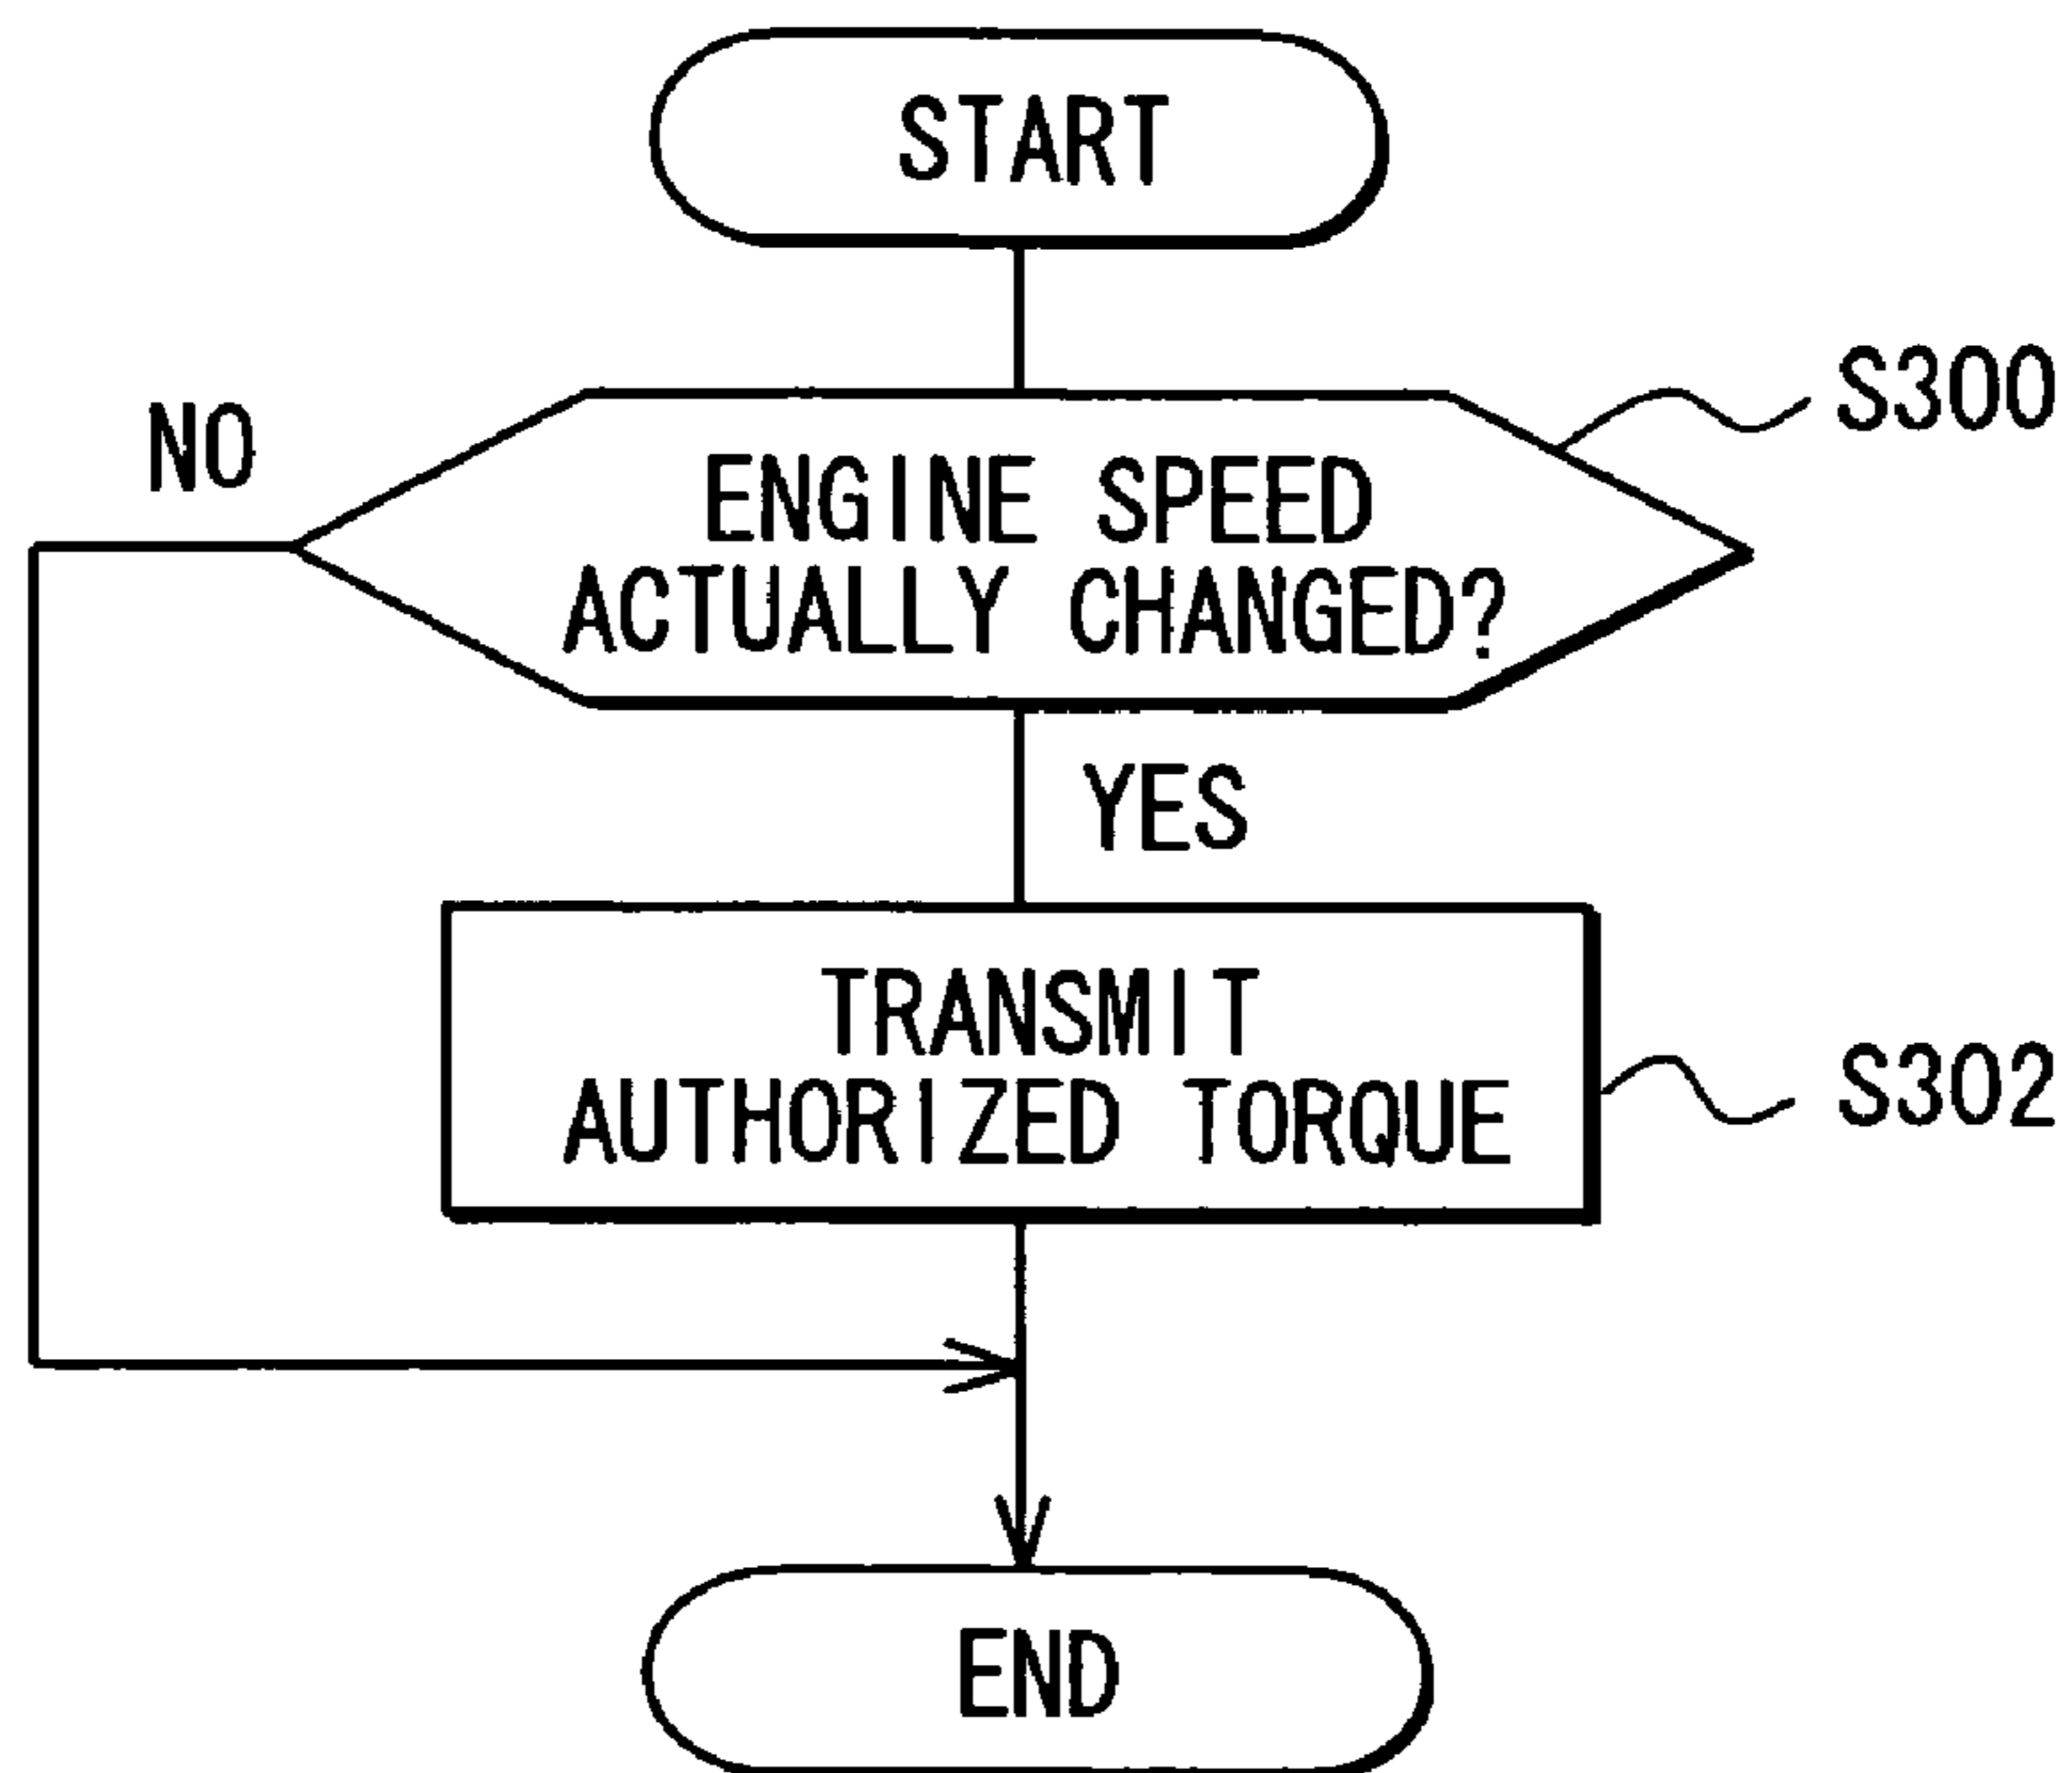 START
S300
NO
ENGINE SPEED
ACTUALLY CHANGED?
YES
TRANSMIT
AUTHORIZED TORQUE
S302
END